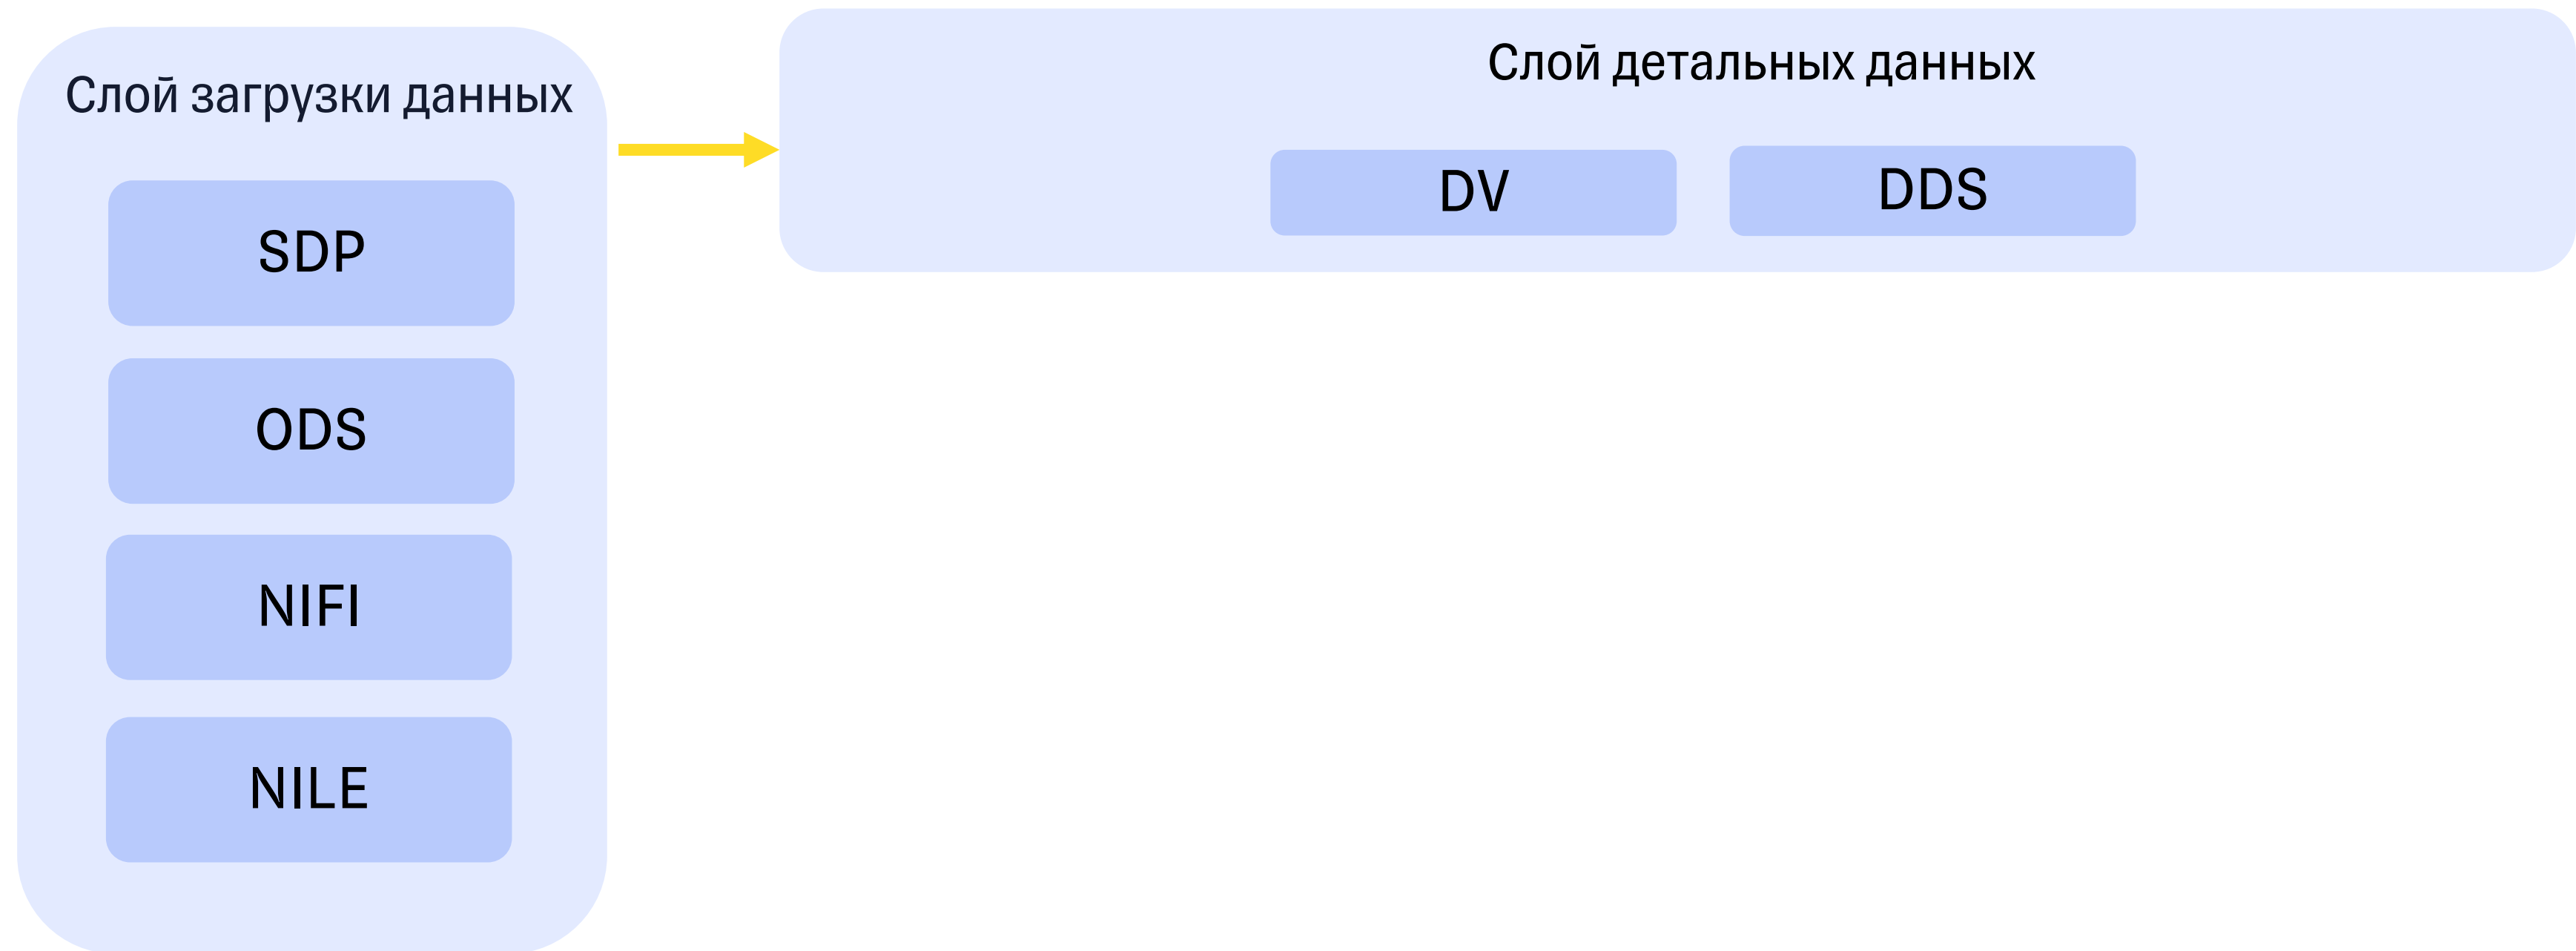 Слой загрузки данных
SDP
ODS
NIFI
NILE
Слой детальных данных
DV
DDS